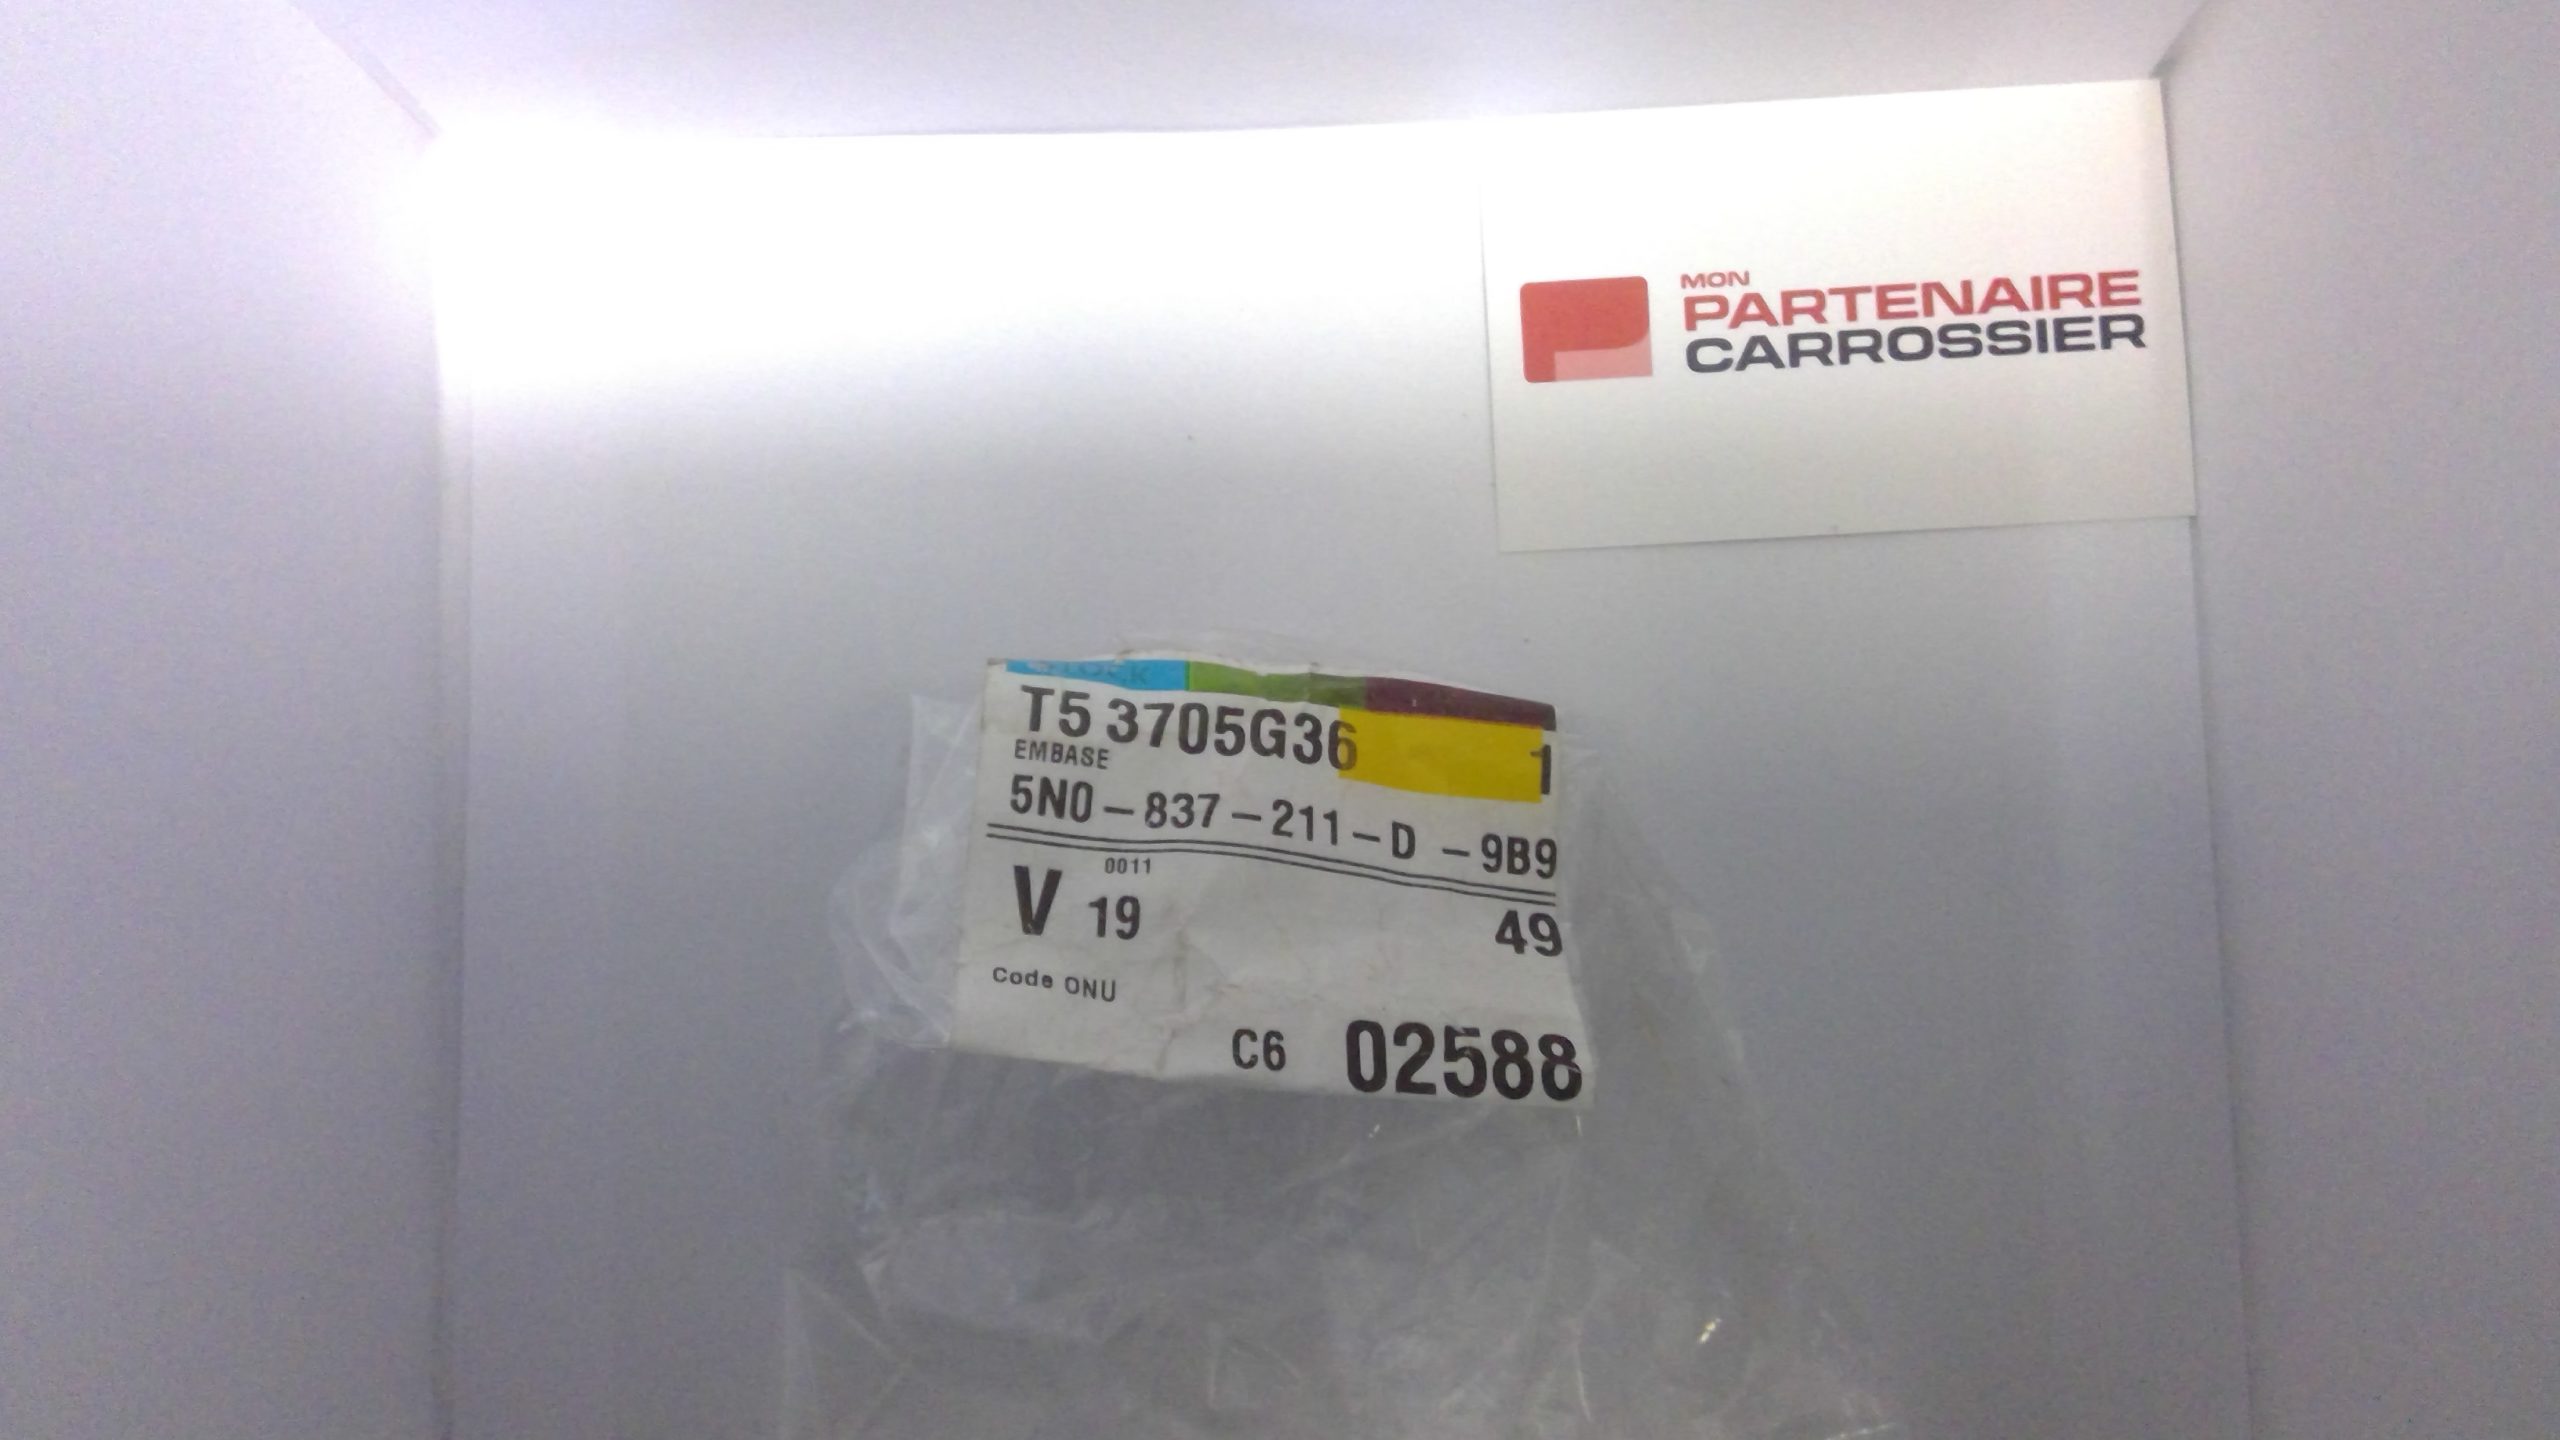 MON
PARTENAIRE
CARROSSIER
T5 3705G36 1
EMBASE
5N0-837-211-D -9B9
0011
V 19 49
Code ONU
C6 02588